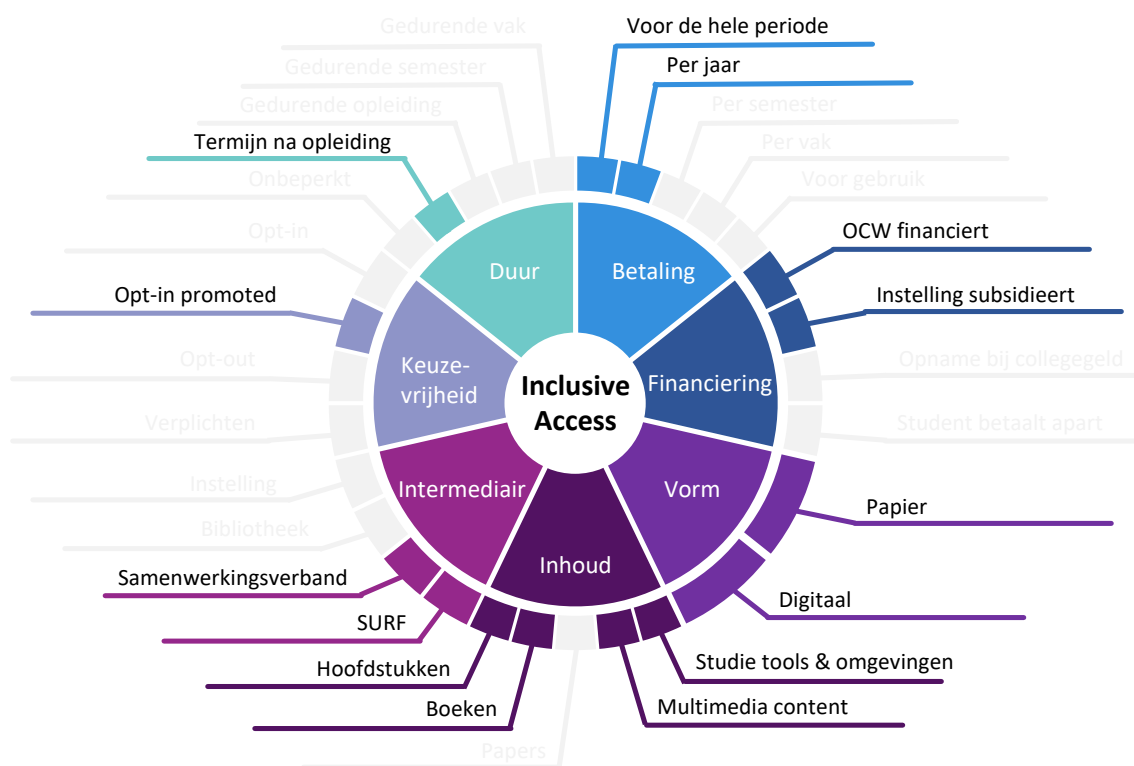 Gedurende vak
Voor de hele periode
Gedurende semester
Per jaar
Gedurende opleiding
Per semester
Termijn na opleiding
Per vak
Onbeperkt
Voor gebruik
Opt-in
OCW financiert
Opt-in promoted
Instelling subsidieert
Opt-out
Opname bij collegegeld
Verplichten
Student betaalt apart
Instelling
Papier
Bibliotheek
Samenwerkingsverband
Digitaal
SURF
Studie tools & omgevingen
Hoofdstukken
Multimedia content
Boeken
Papers
Duur
Betaling
Keuze-
vrijheid
Financiering
Inclusive
Access
Intermediair
Vorm
Inhoud